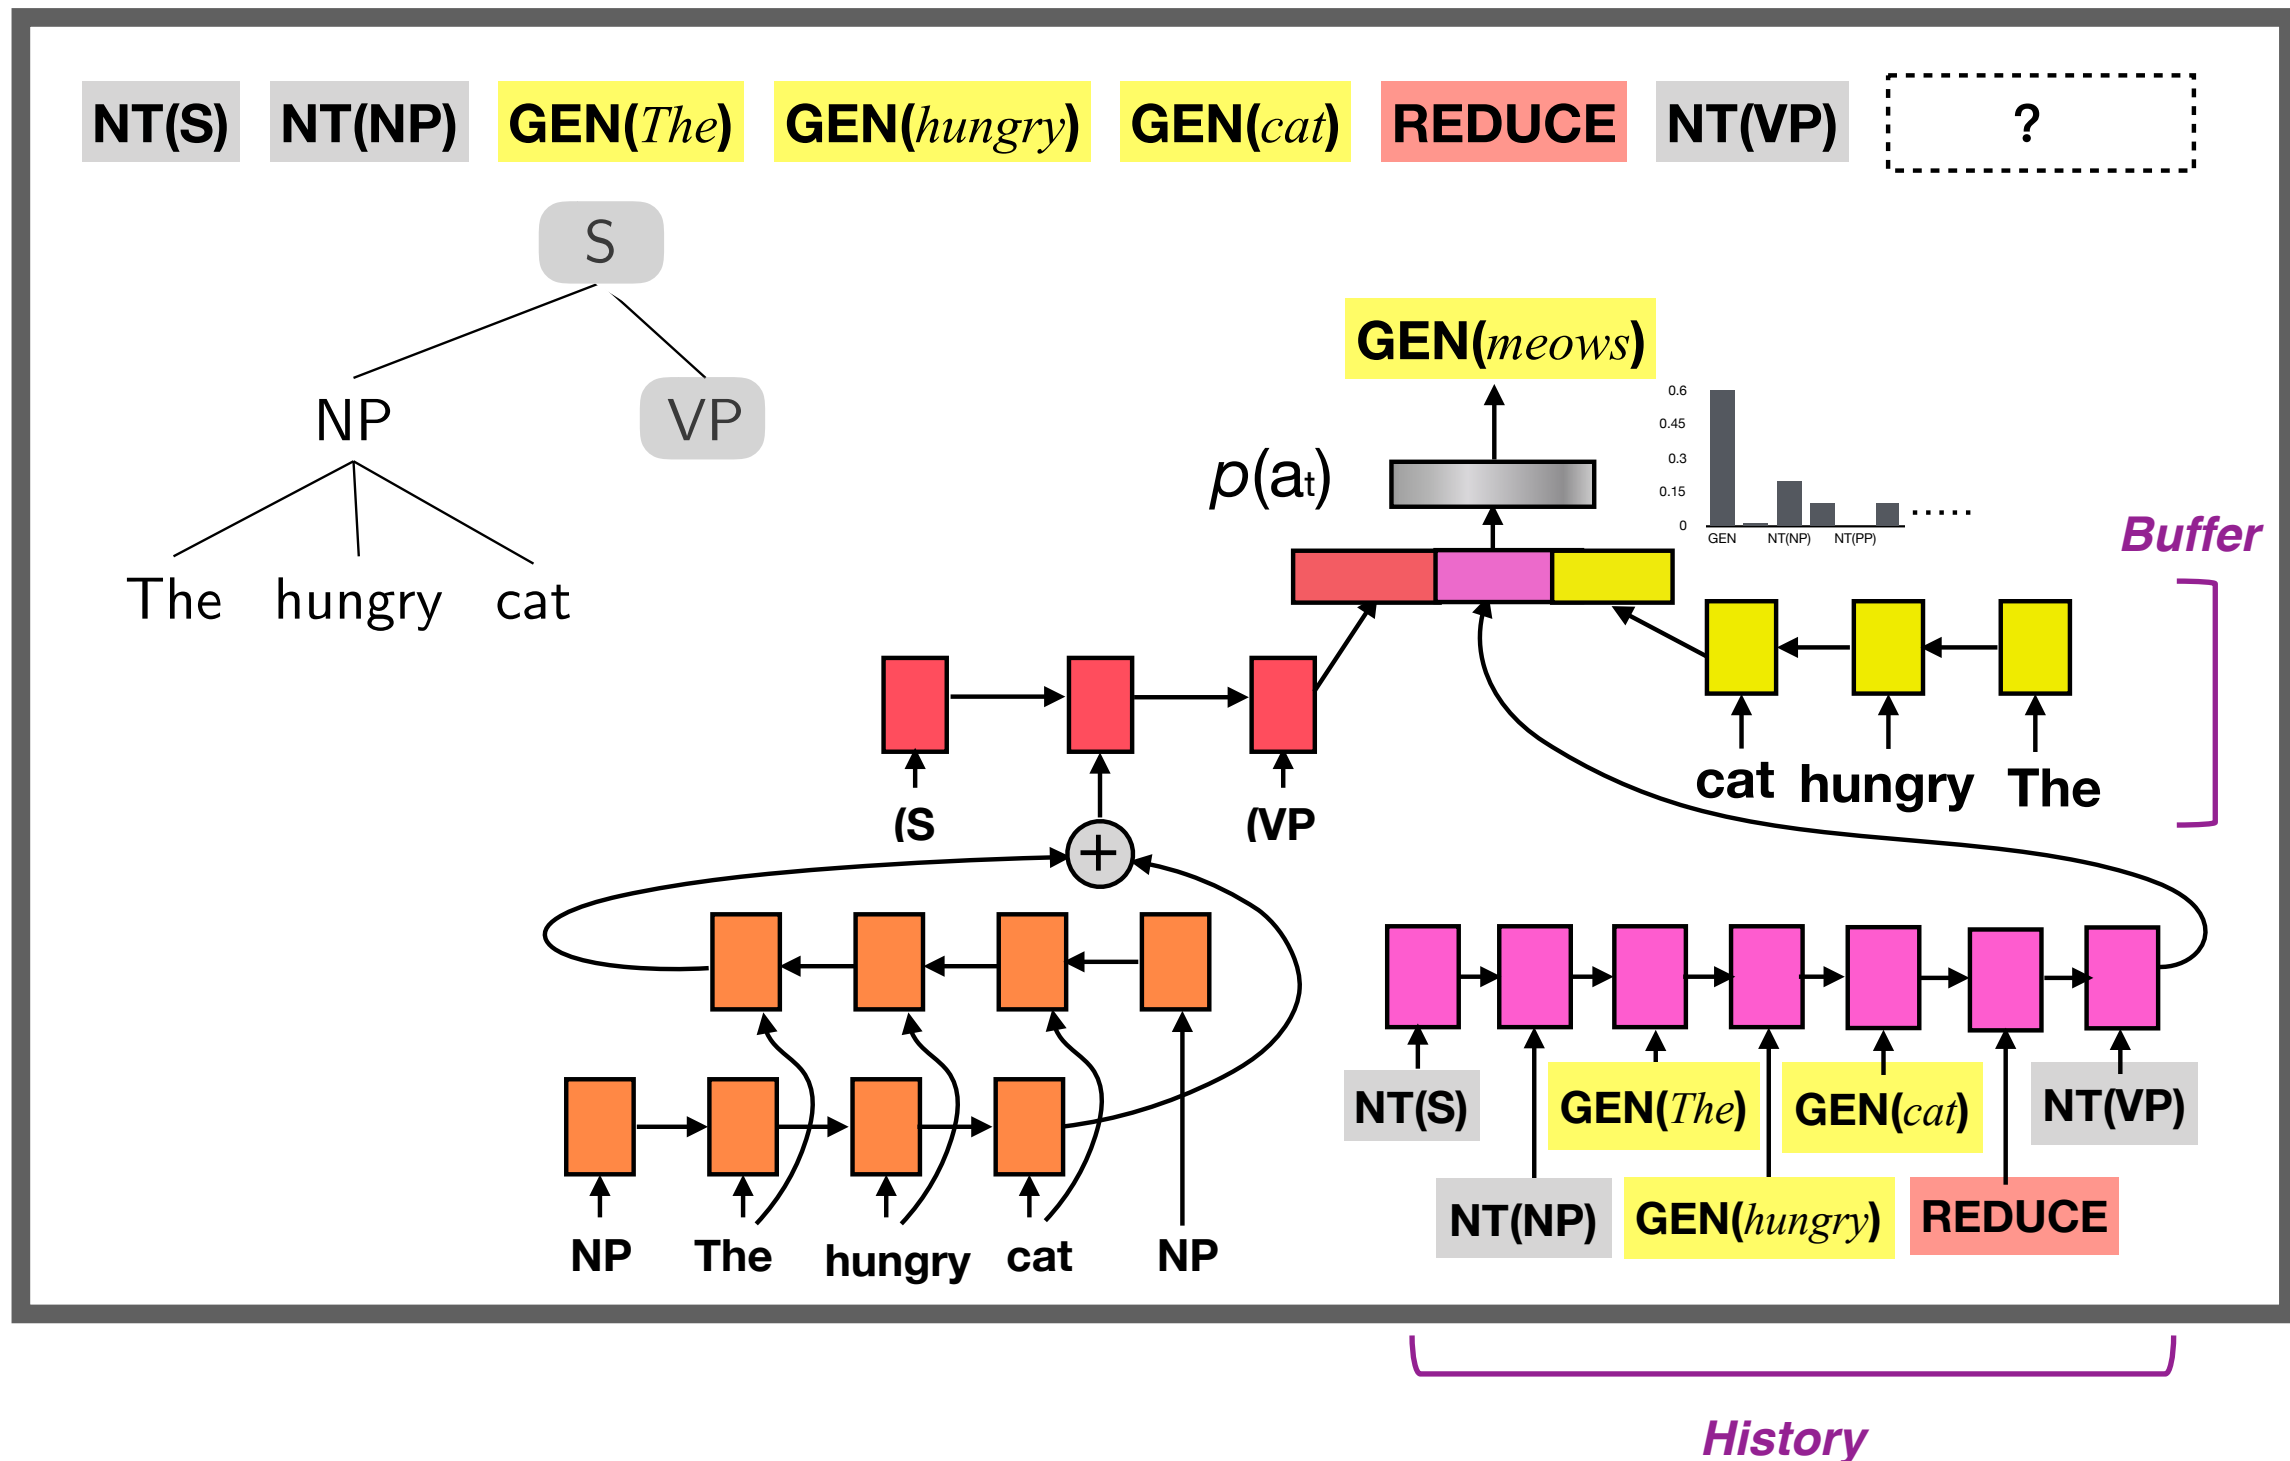 NT(S) NT(NP) GEN(The) GEN(hungry) GEN(cat) REDUCE NT(VP) ?
S
NP VP
The hungry cat
GEN(meows)
p(at)
0.6
0.45
0.3
0.15
0
GEN NT(NP) NT(PP)
......
Buffer
cat hungry The
(S (VP
+
NP The hungry cat NP
NT(S) GEN(The) GEN(cat) NT(VP)
NT(NP) GEN(hungry) REDUCE
History